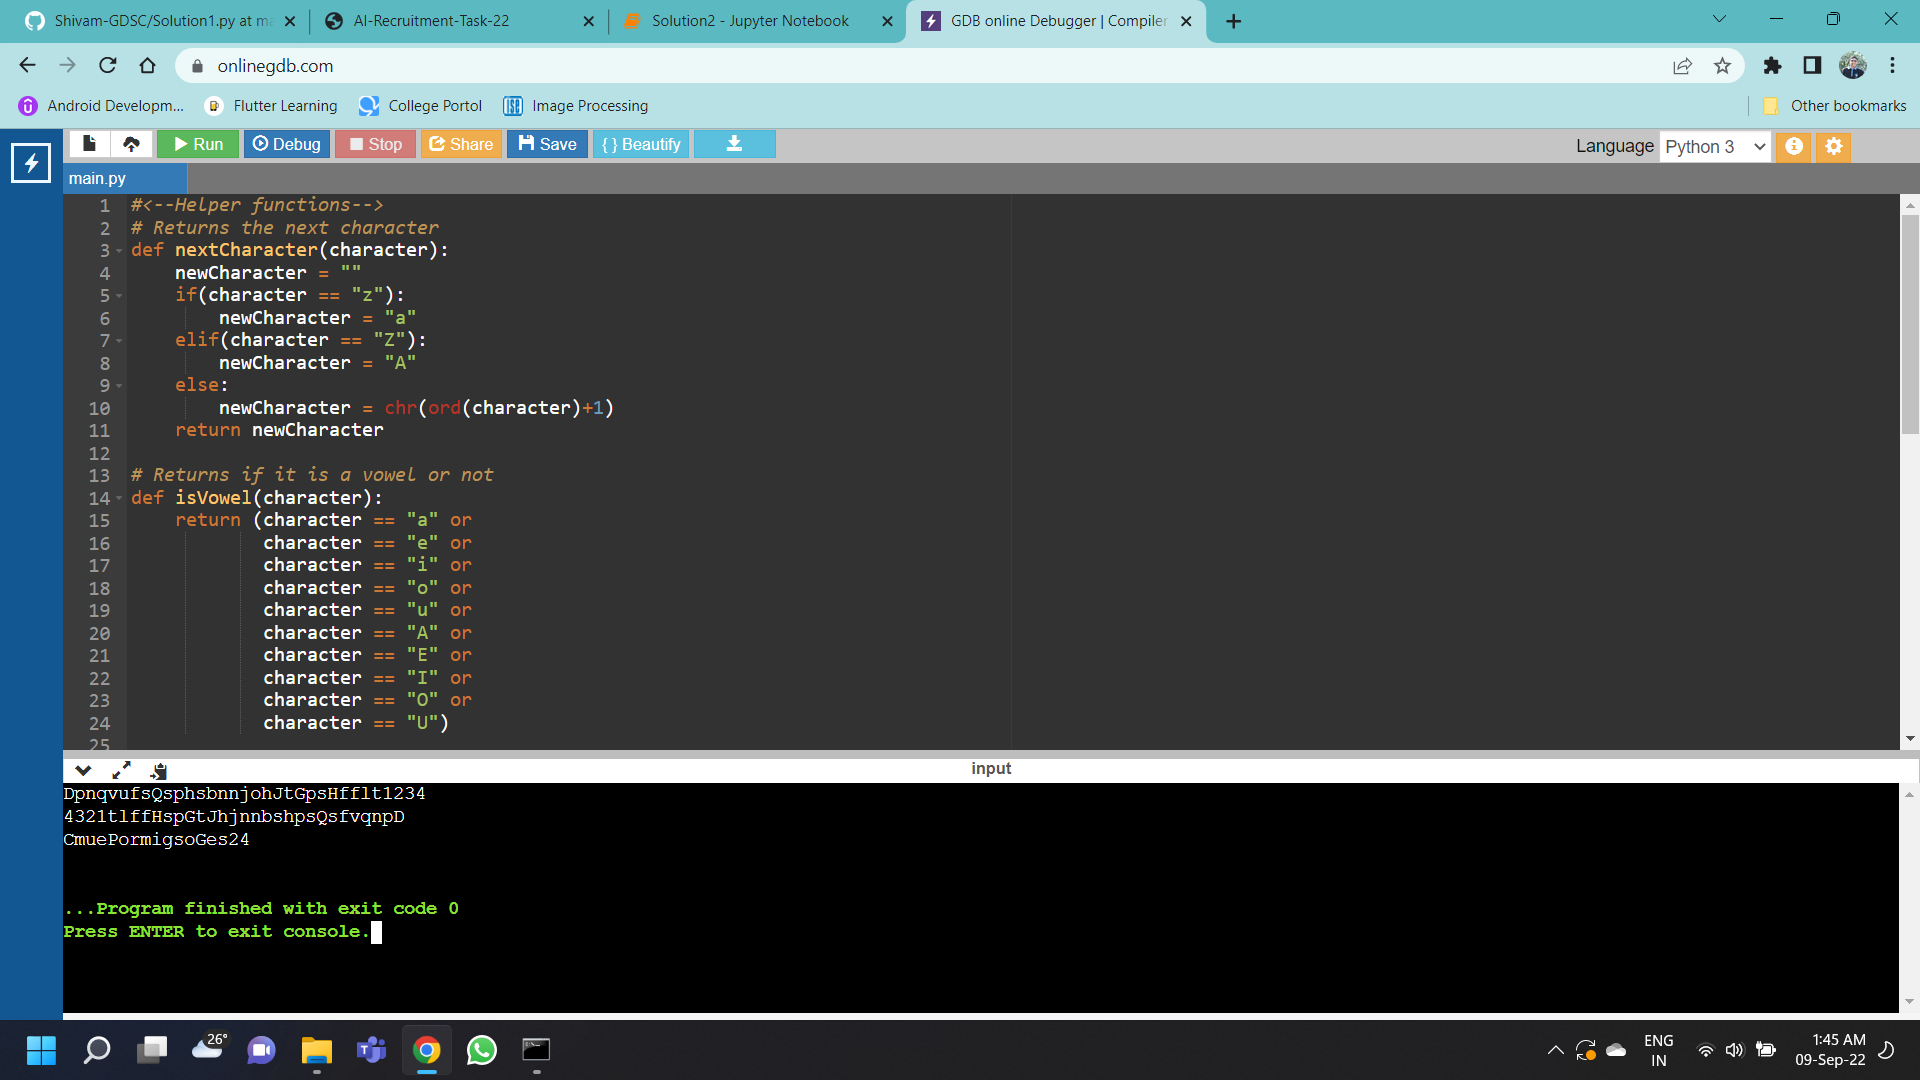 Shivam-GDSC/Solution1.py at ma
AI-Recruitment-Task-22
Solution2 - Jupyter Notebook
GDB online Debugger | Compiler
onlinegdb.com
Android Developm...
Flutter Learning
College Portol
Image Processing
Other bookmarks
Run
Debug
Stop
Share
Save
{ } Beautify
Language
Python 3
main.py
1 #<--Helper functions-->
2 # Returns the next character
3 def nextCharacter(character):
4 newCharacter = ""
5 if(character == "z"):
6 newCharacter = "a"
7 elif(character == "Z"):
8 newCharacter = "A"
9 else:
10 newCharacter = chr(ord(character)+1)
11 return newCharacter
12
13 # Returns if it is a vowel or not
14 def isVowel(character):
15 return (character == "a" or
16 character == "e" or
17 character == "i" or
18 character == "o" or
19 character == "u" or
20 character == "A" or
21 character == "E" or
22 character == "I" or
23 character == "O" or
24 character == "U")
25
input
DpnqvufsQsphsbnnjohJtGpsHfflt1234
4321tlffHspGtJhjnnbshpsQsfvqnpD
CmuePormigsoGes24
...Program finished with exit code 0
Press ENTER to exit console.
26°
ENG
IN
1:45 AM
09-Sep-22